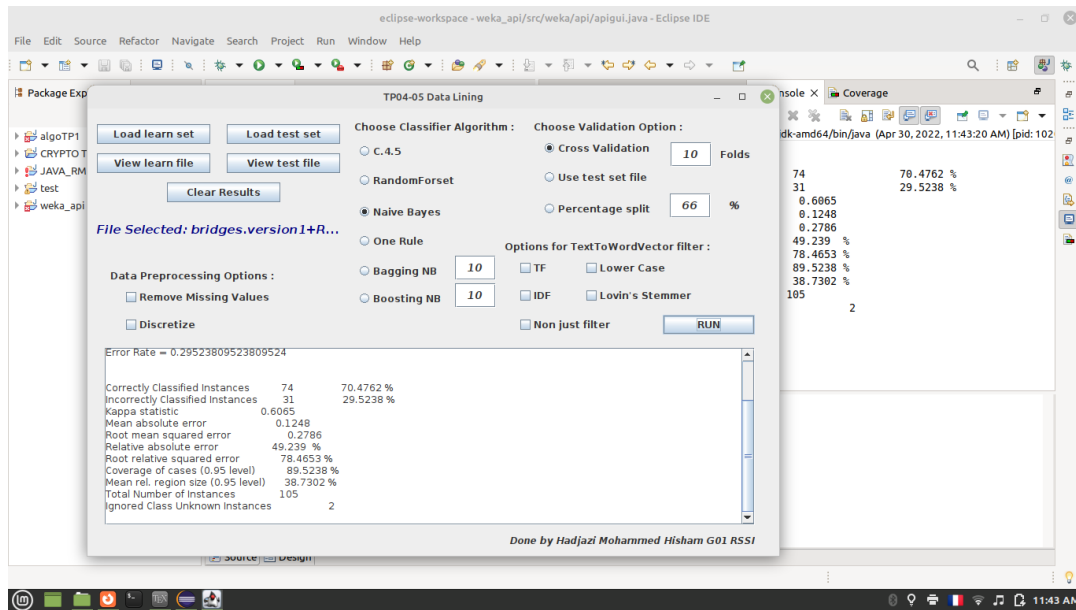 eclipse-workspace - weka_api/src/weka/api/apigui.java - Eclipse IDE
File Edit Source Refactor Navigate Search Project Run Window Help
Package Exp
nsole Coverage
TP04-05 Data Lining
jdk-amd64/bin/java (Apr 30, 2022, 11:43:20 AM) [pid: 102
algoTP1
CRYPTO T
JAVA_RM
test
weka_api
Load learn set Load test set
View learn file View test file
Clear Results
File Selected: bridges.version1+R...
Data Preprocessing Options :
Remove Missing Values
Discretize
Choose Classifier Algorithm :
C.4.5
RandomForset
Naive Bayes
One Rule
Bagging NB 10
Boosting NB 10
Choose Validation Option :
Cross Validation 10 Folds
Use test set file
Percentage split 66 %
Options for TextToWordVector filter :
TF Lower Case
IDF Lovin's Stemmer
Non just filter RUN
Error Rate = 0.29523809523809524
Correctly Classified Instances 74 70.4762 %
Incorrectly Classified Instances 31 29.5238 %
Kappa statistic 0.6065
Mean absolute error 0.1248
Root mean squared error 0.2786
Relative absolute error 49.239 %
Root relative squared error 78.4653 %
Coverage of cases (0.95 level) 89.5238 %
Mean rel. region size (0.95 level) 38.7302 %
Total Number of Instances 105
Ignored Class Unknown Instances 2
Done by Hadjazi Mohammed Hisham G01 RSSI
74 70.4762 %
31 29.5238 %
0.6065
0.1248
0.2786
49.239 %
78.4653 %
89.5238 %
38.7302 %
105
2
Source Design
11:43 AM